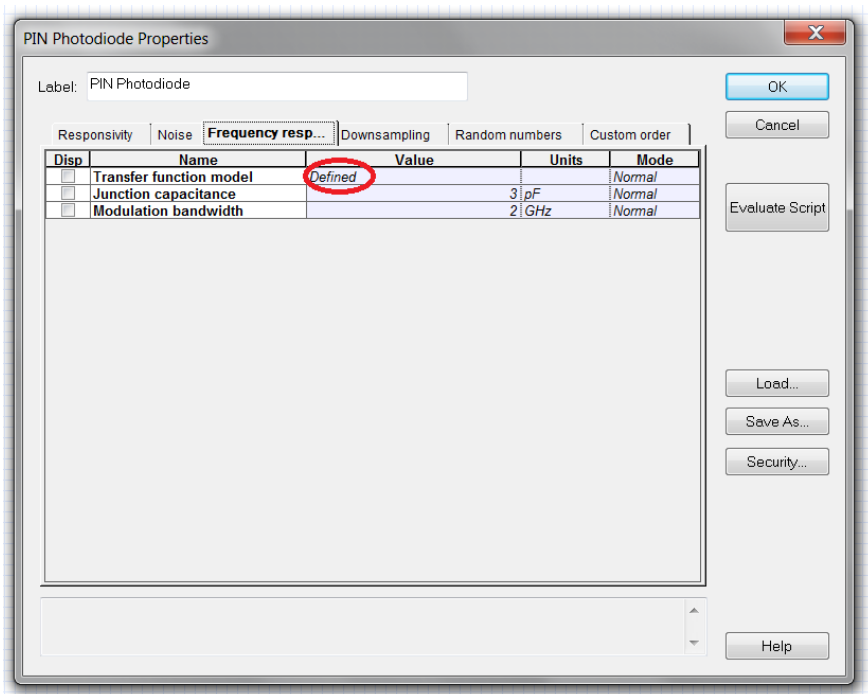 PIN Photodiode Properties
X
Label: PIN Photodiode
OK
Cancel
Responsivity Noise Frequency resp... Downsampling Random numbers Custom order
Disp Name Value Units Mode
Transfer function model Defined Normal
Junction capacitance 3 pF Normal
Modulation bandwidth 2 GHz Normal
Evaluate Script
Load...
Save As...
Security...
Help